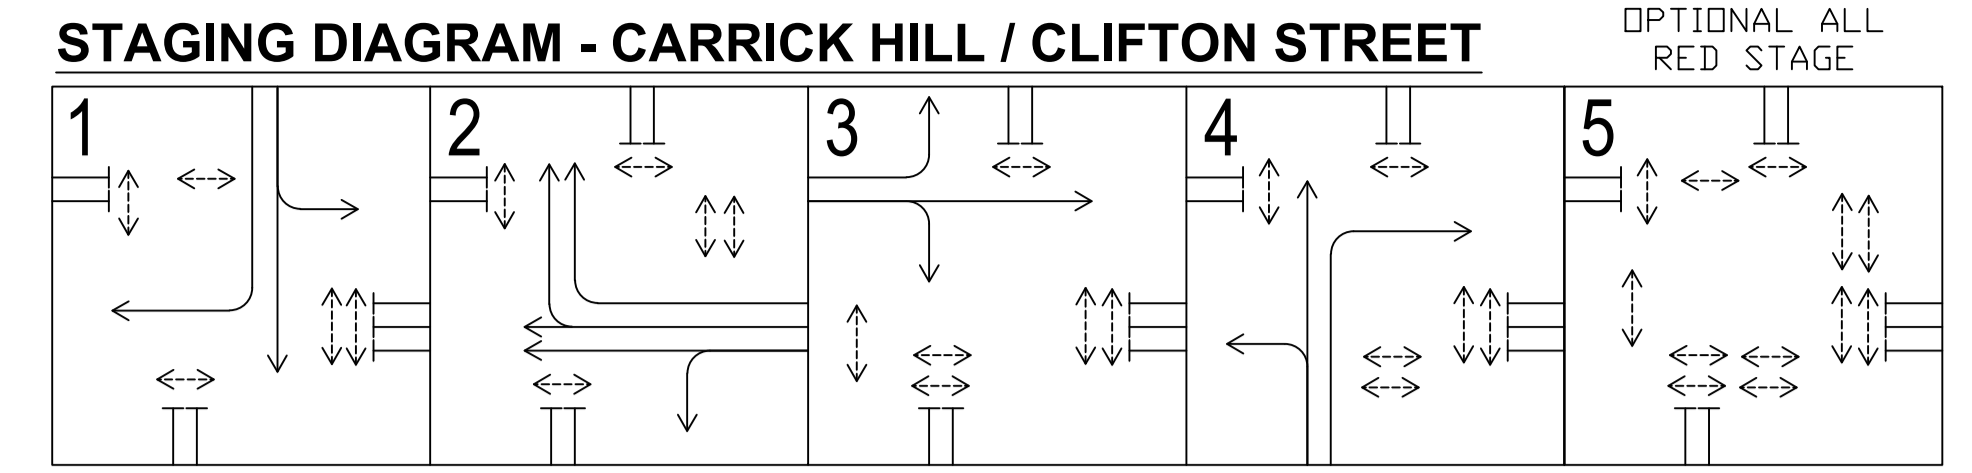 STAGING DIAGRAM - CARRICK HILL / CLIFTON STREET
OPTIONAL ALL
RED STAGE
1 2 3 4 5